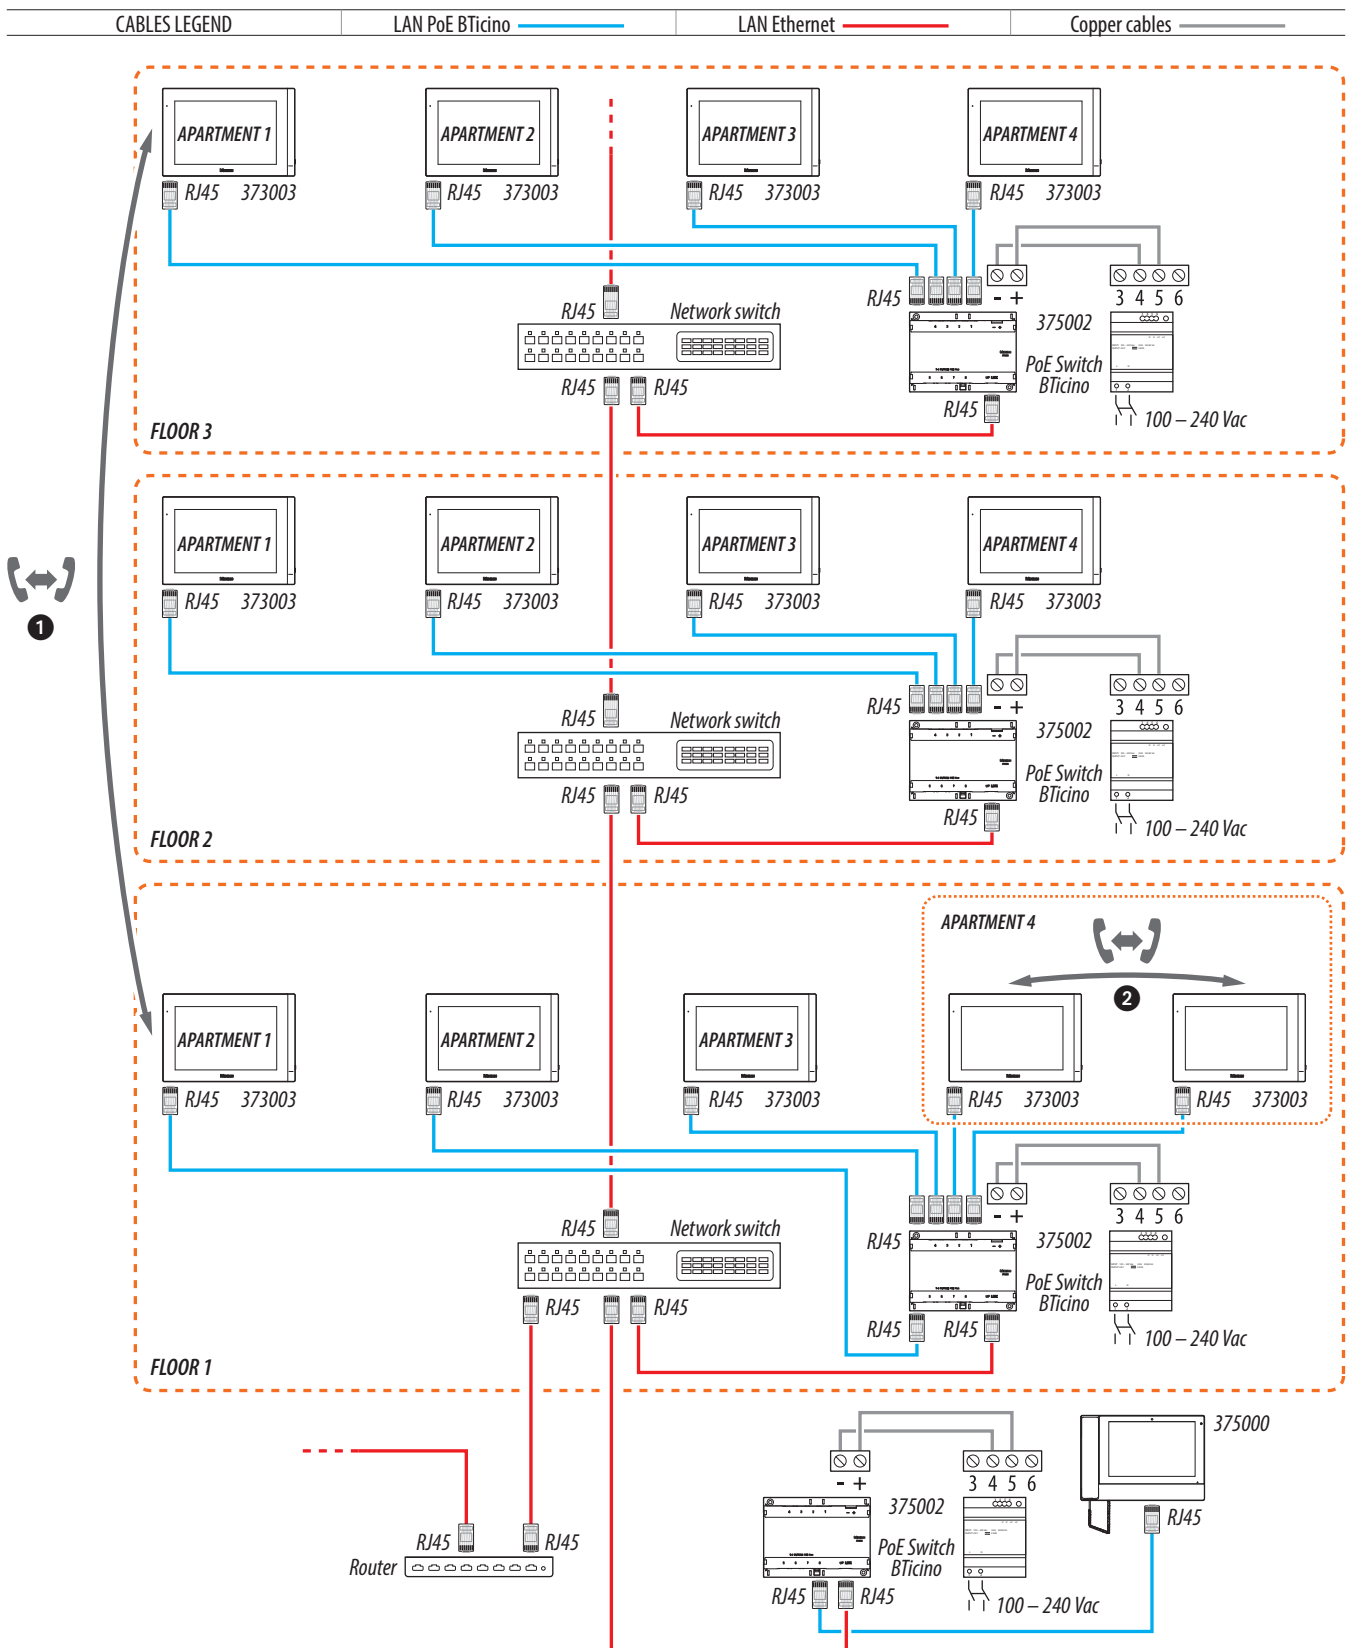 CABLES LEGEND LAN PoE BTicino LAN Ethernet Copper cables
APARTMENT 1 APARTMENT 2 APARTMENT 3 APARTMENT 4
RJ45 373003 RJ45 373003 RJ45 373003 RJ45 373003
RJ45 - + 3 4 5 6
RJ45 Network switch 375002
PoE Switch
BTicino
RJ45 RJ45 RJ45
100 – 240 Vac
FLOOR 3
APARTMENT 1 APARTMENT 2 APARTMENT 3 APARTMENT 4
RJ45 373003 RJ45 373003 RJ45 373003 RJ45 373003
1
RJ45 - + 3 4 5 6
RJ45 Network switch 375002
PoE Switch
BTicino
RJ45 RJ45 RJ45
100 – 240 Vac
FLOOR 2
APARTMENT 4
2
APARTMENT 1 APARTMENT 2 APARTMENT 3
RJ45 373003 RJ45 373003 RJ45 373003 RJ45 373003 RJ45 373003
- + 3 4 5 6
RJ45 Network switch RJ45 375002
PoE Switch
BTicino
RJ45 RJ45 RJ45 RJ45
100 – 240 Vac
FLOOR 1
375000
- + 3 4 5 6
375002 RJ45
RJ45 RJ45 PoE Switch
Router BTicino
RJ45 RJ45 100 – 240 Vac